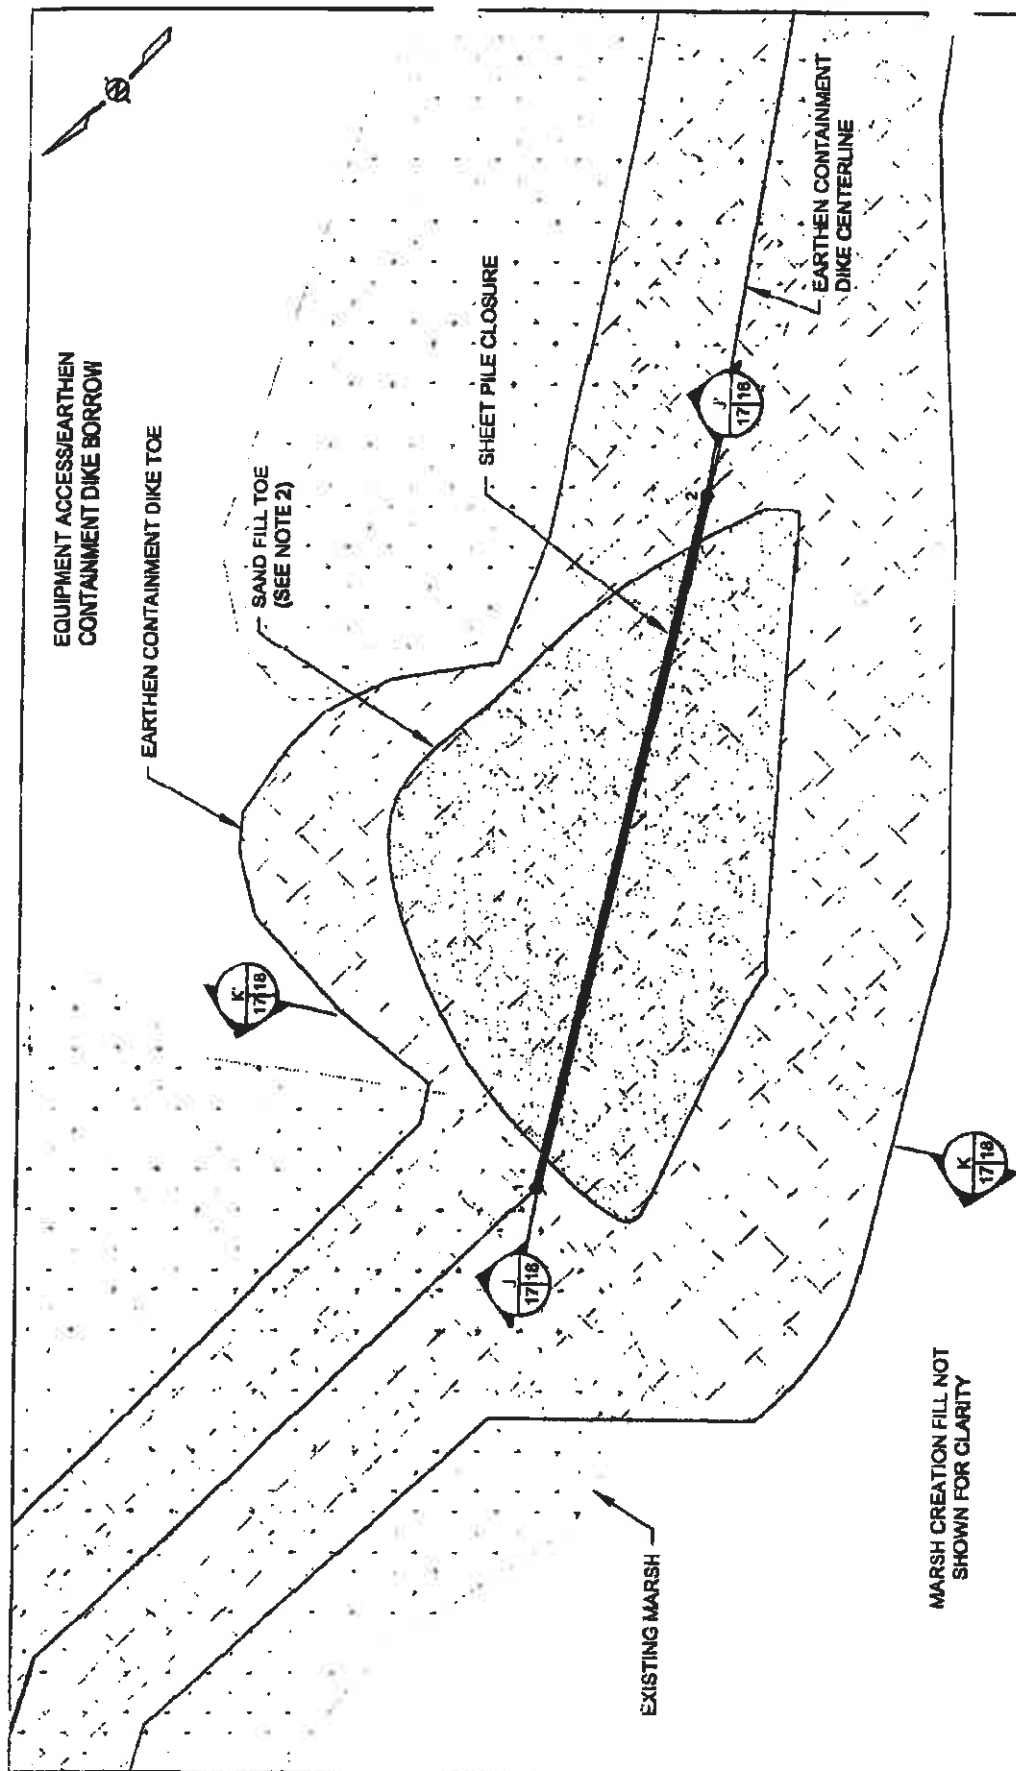 EQUIPMENT ACCESS/EARTHEN
CONTAINMENT DIKE BORROW
EARTHEN CONTAINMENT DIKE TOE
SAND FILL TOE
(SEE NOTE 2)
SHEET PILE CLOSURE
EARTHEN CONTAINMENT
DIKE CENTERLINE
N
K'
17 18
J'
17 18
2
1
J
17 18
K
17 18
EXISTING MARSH
MARSH CREATION FILL NOT
SHOWN FOR CLARITY